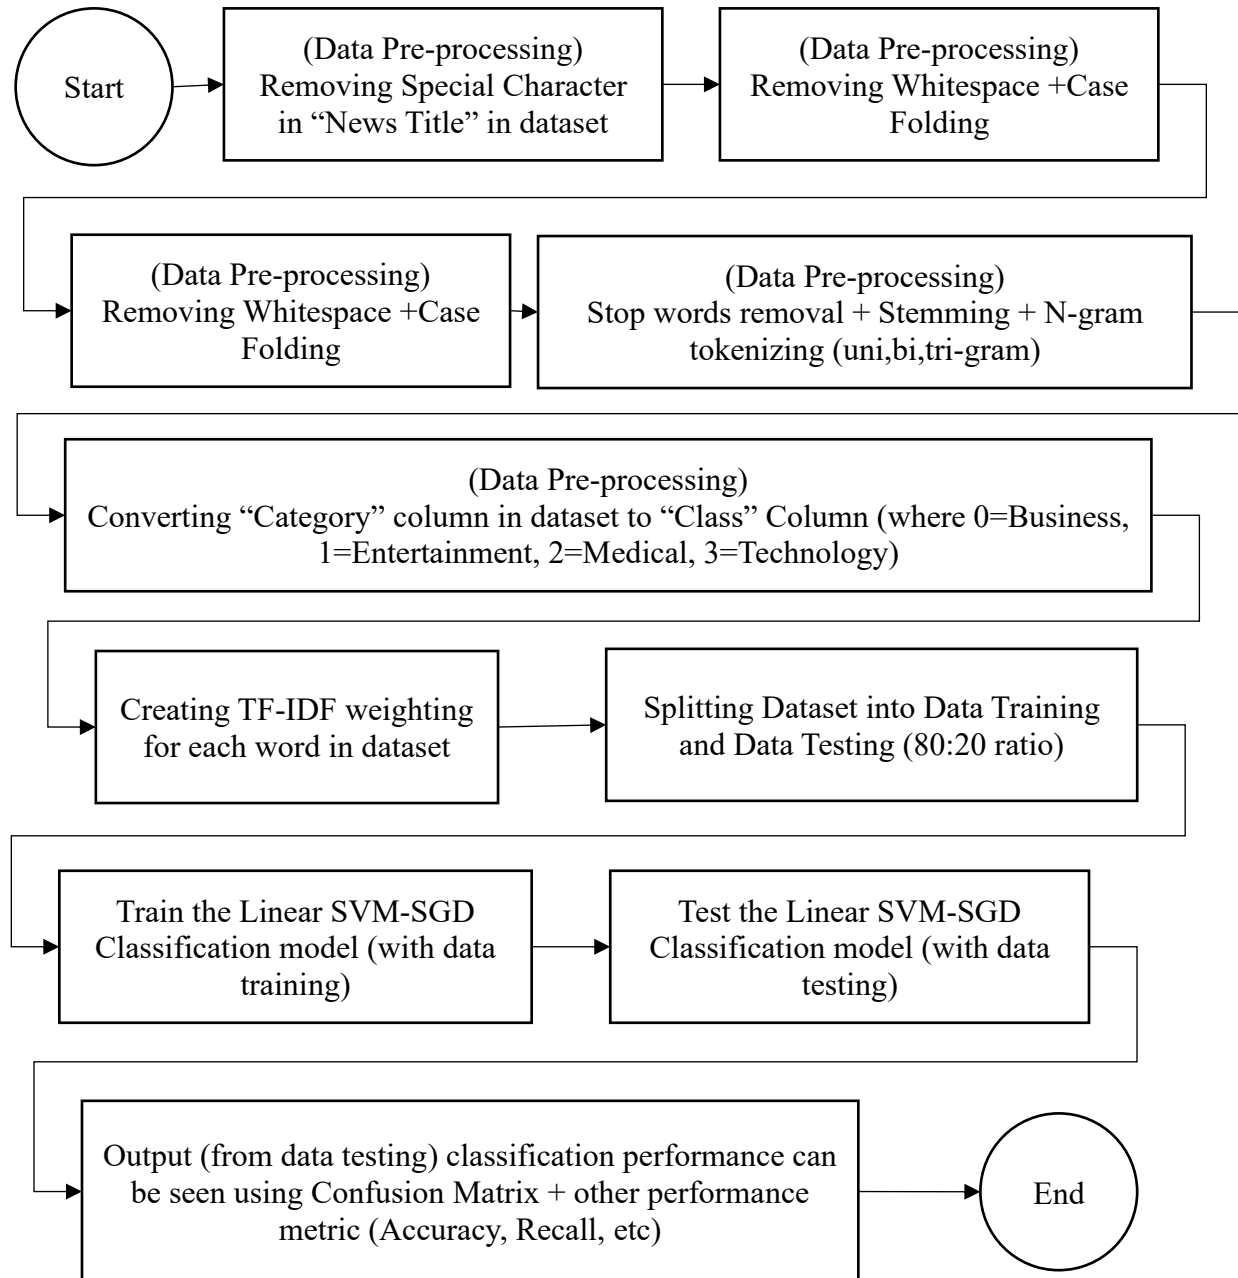 Start
(Data Pre-processing)
Removing Special Character
in “News Title” in dataset
(Data Pre-processing)
Removing Whitespace +Case
Folding
(Data Pre-processing)
Removing Whitespace +Case
Folding
(Data Pre-processing)
Stop words removal + Stemming + N-gram
tokenizing (uni,bi,tri-gram)
(Data Pre-processing)
Converting “Category” column in dataset to “Class” Column (where 0=Business,
1=Entertainment, 2=Medical, 3=Technology)
Creating TF-IDF weighting
for each word in dataset
Splitting Dataset into Data Training
and Data Testing (80:20 ratio)
Train the Linear SVM-SGD
Classification model (with data
training)
Test the Linear SVM-SGD
Classification model (with data
testing)
Output (from data testing) classification performance can
be seen using Confusion Matrix + other performance
metric (Accuracy, Recall, etc)
End